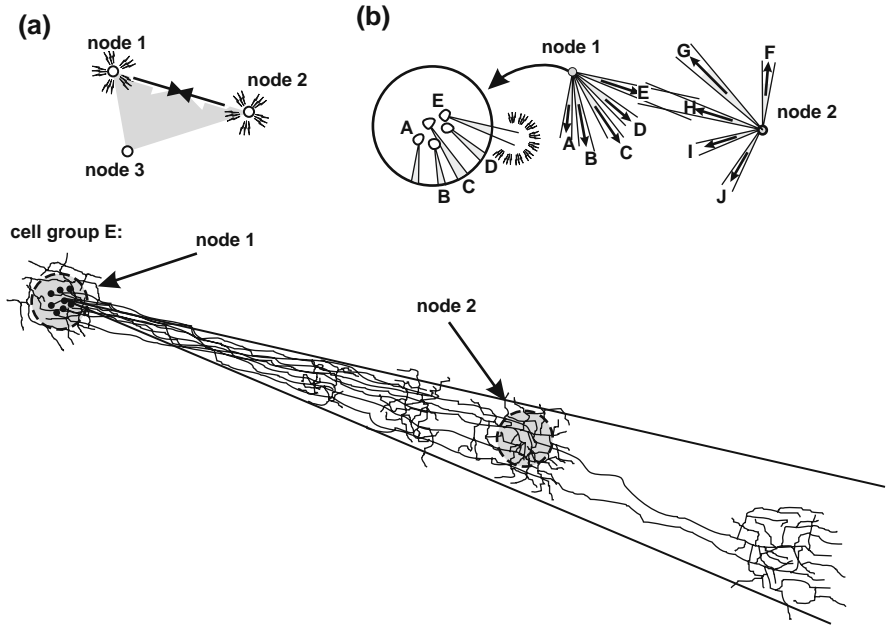 (a)
node 1
node 2
node 3
(b)
node 1
E
A
D
C
B
G
F
E
H
node 2
D
A
B
C
I
J
cell group E:
node 1
node 2